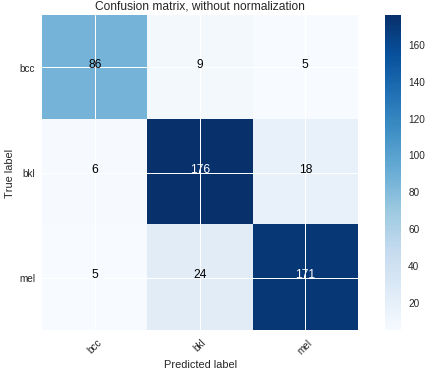 Confusion matrix, without normalization
bcc 86 9 5
bkl 6 176 18
mel 5 24 171
bcc bkl mel
True label
Predicted label
160
140
120
100
80
60
40
20